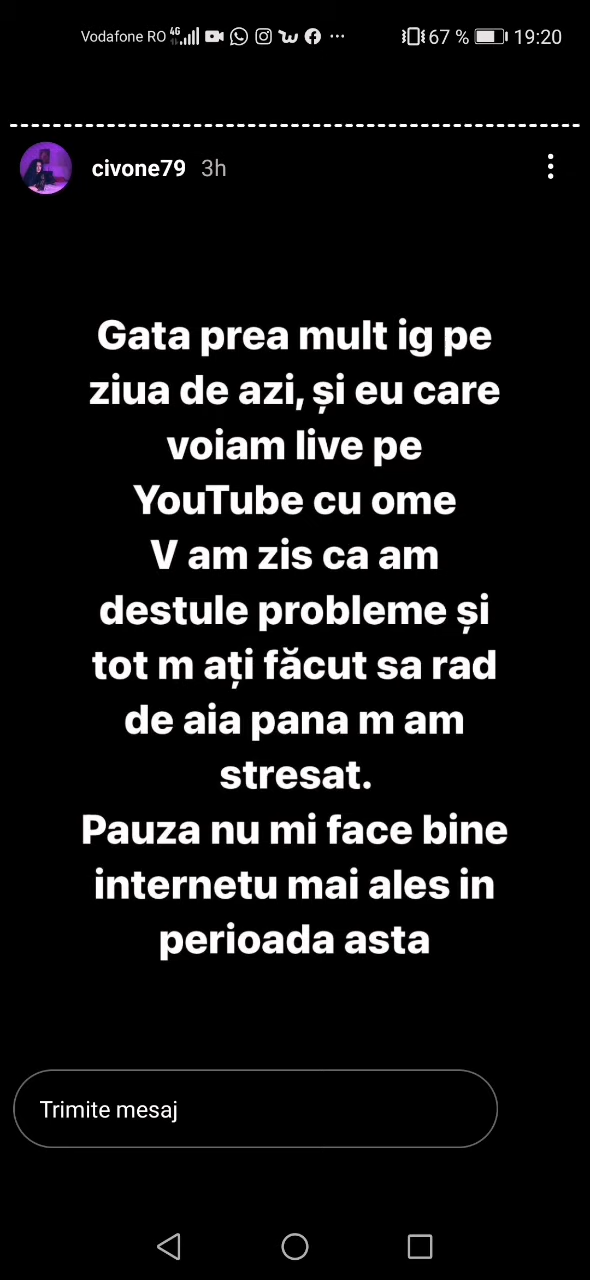 Vodafone RO 4G 67 % 19:20
civone79 3h
Gata prea mult ig pe
ziua de azi, și eu care
voiam live pe
YouTube cu ome
V am zis ca am
destule probleme și
tot m ați făcut sa rad
de aia pana m am
stresat.
Pauza nu mi face bine
internetu mai ales in
perioada asta
Trimite mesaj